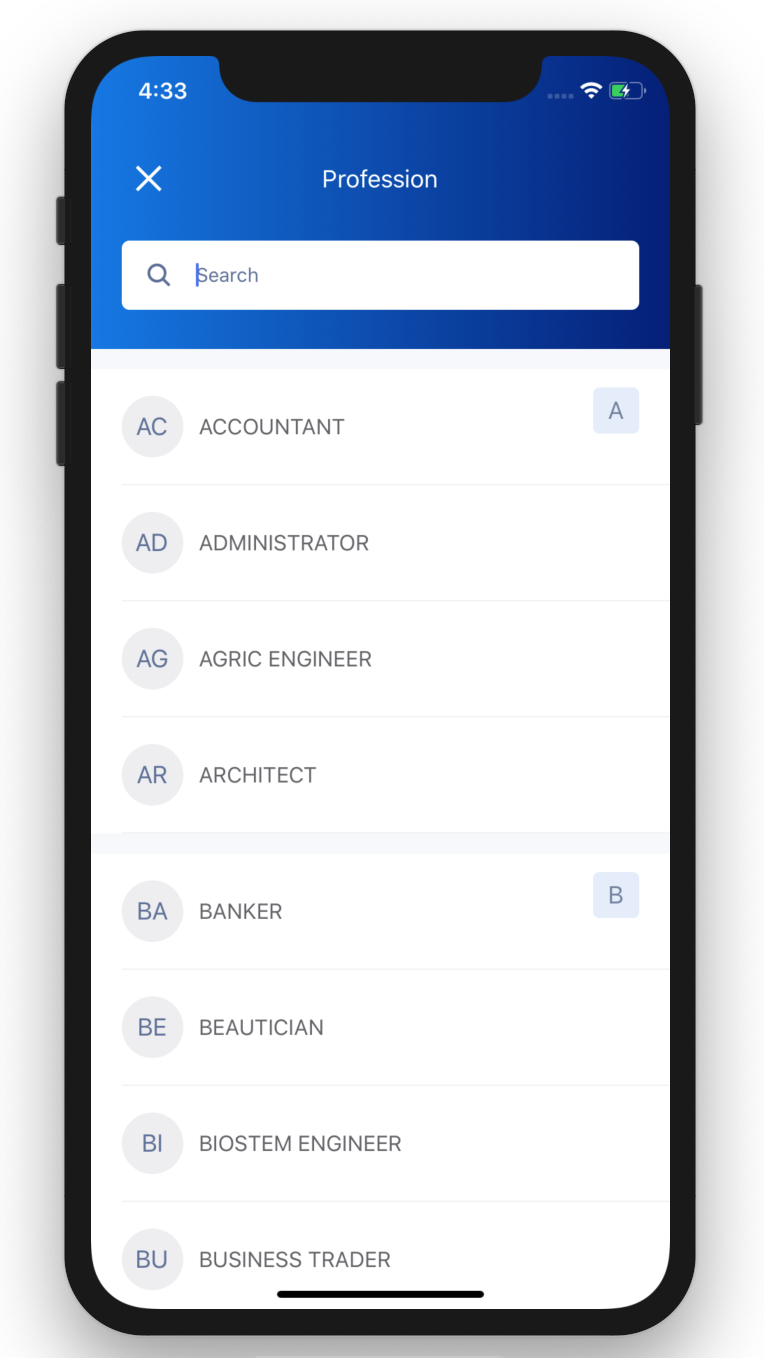 4:33
Profession
Search
AC ACCOUNTANT A
AD ADMINISTRATOR
AG AGRIC ENGINEER
AR ARCHITECT
BA BANKER B
BE BEAUTICIAN
BI BIOSTEM ENGINEER
BU BUSINESS TRADER